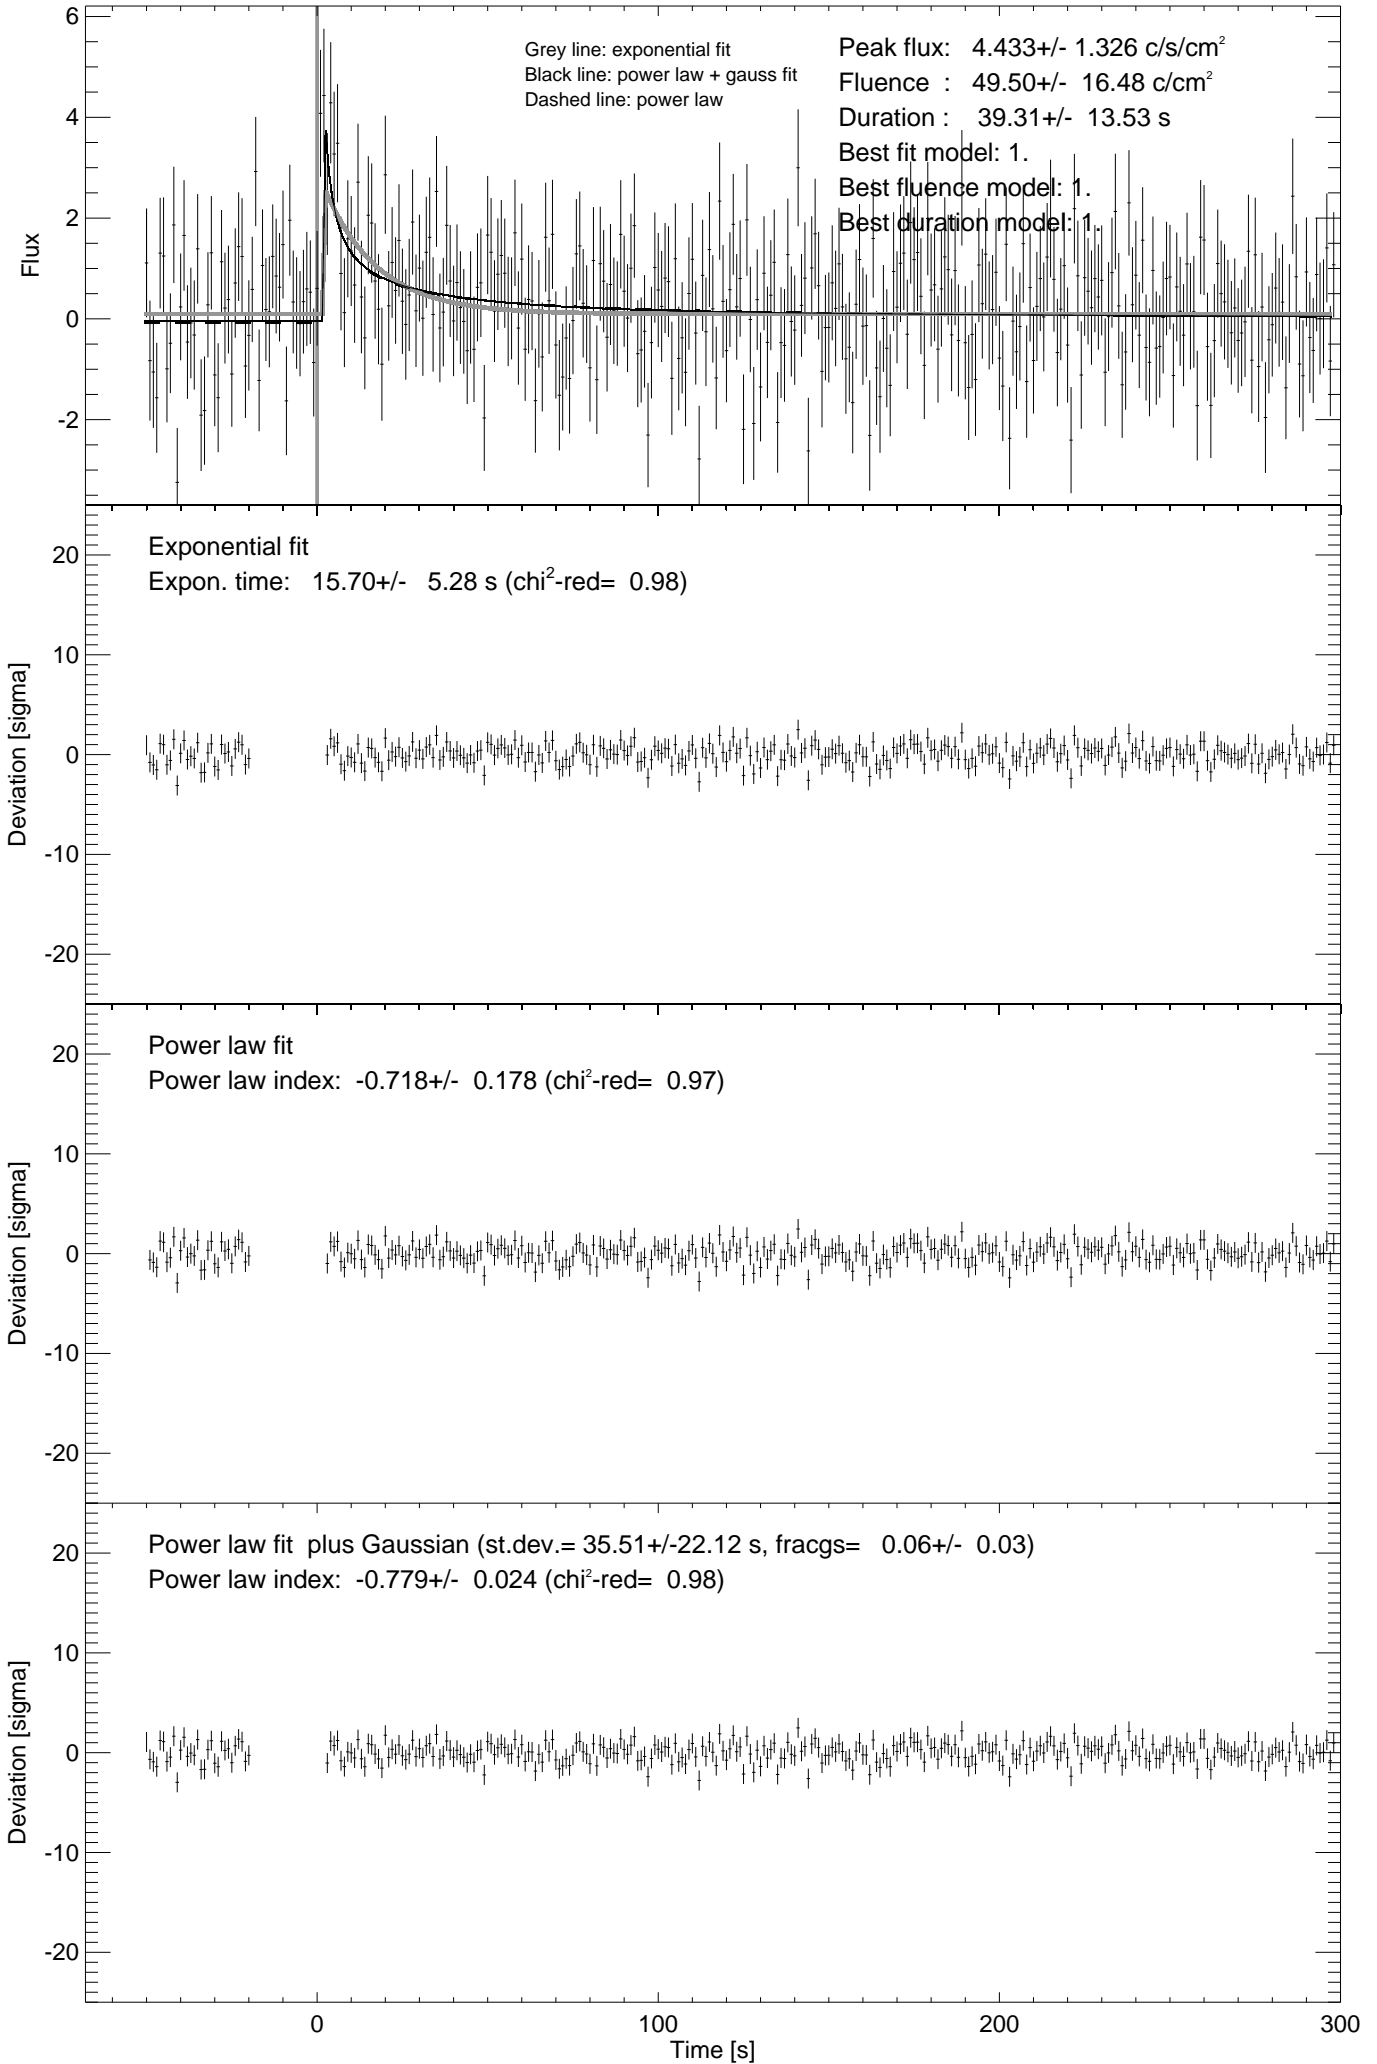 6
4
2
0
-2
Flux
Grey line: exponential fit
Black line: power law + gauss fit
Dashed line: power law
Peak flux: 4.433+/- 1.326 c/s/cm²
Fluence : 49.50+/- 16.48 c/cm²
Duration : 39.31+/- 13.53 s
Best fit model: 1.
Best fluence model: 1.
Best duration model: 1.
20
10
0
-10
-20
Deviation [sigma]
Exponential fit
Expon. time: 15.70+/- 5.28 s (chi²-red= 0.98)
20
10
0
-10
-20
Deviation [sigma]
Power law fit
Power law index: -0.718+/- 0.178 (chi²-red= 0.97)
20
10
0
-10
-20
Deviation [sigma]
Power law fit plus Gaussian (st.dev.= 35.51+/-22.12 s, fracgs= 0.06+/- 0.03)
Power law index: -0.779+/- 0.024 (chi²-red= 0.98)
0 100 200 300
Time [s]